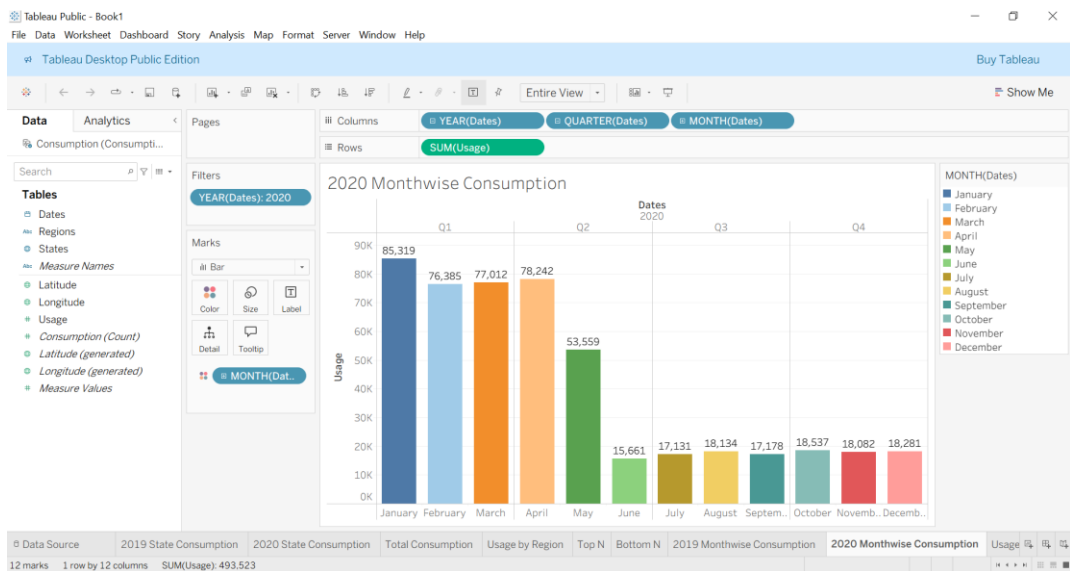 Tableau Public - Book1
File Data Worksheet Dashboard Story Analysis Map Format Server Window Help
Tableau Desktop Public Edition
Buy Tableau
Entire View
Show Me
Data Analytics
Consumption (Consumpti...
Search
Tables
Dates
Abc Regions
States
Abc Measure Names
Latitude
Longitude
# Usage
# Consumption (Count)
Latitude (generated)
Longitude (generated)
# Measure Values
Pages
Filters
YEAR(Dates): 2020
Marks
Bar
Color Size Label
Detail Tooltip
MONTH(Dat..
Columns YEAR(Dates) QUARTER(Dates) MONTH(Dates)
Rows SUM(Usage)
2020 Monthwise Consumption
Dates
2020
Q1 Q2 Q3 Q4
Usage
90K
80K
70K
60K
50K
40K
30K
20K
10K
0K
85,319 76,385 77,012 78,242 53,559 15,661 17,131 18,134 17,178 18,537 18,082 18,281
January February March April May June July August Septem.. October Novemb.. Decemb..
MONTH(Dates)
January
February
March
April
May
June
July
August
September
October
November
December
Data Source 2019 State Consumption 2020 State Consumption Total Consumption Usage by Region Top N Bottom N 2019 Monthwise Consumption 2020 Monthwise Consumption Usage
12 marks 1 row by 12 columns SUM(Usage): 493,523